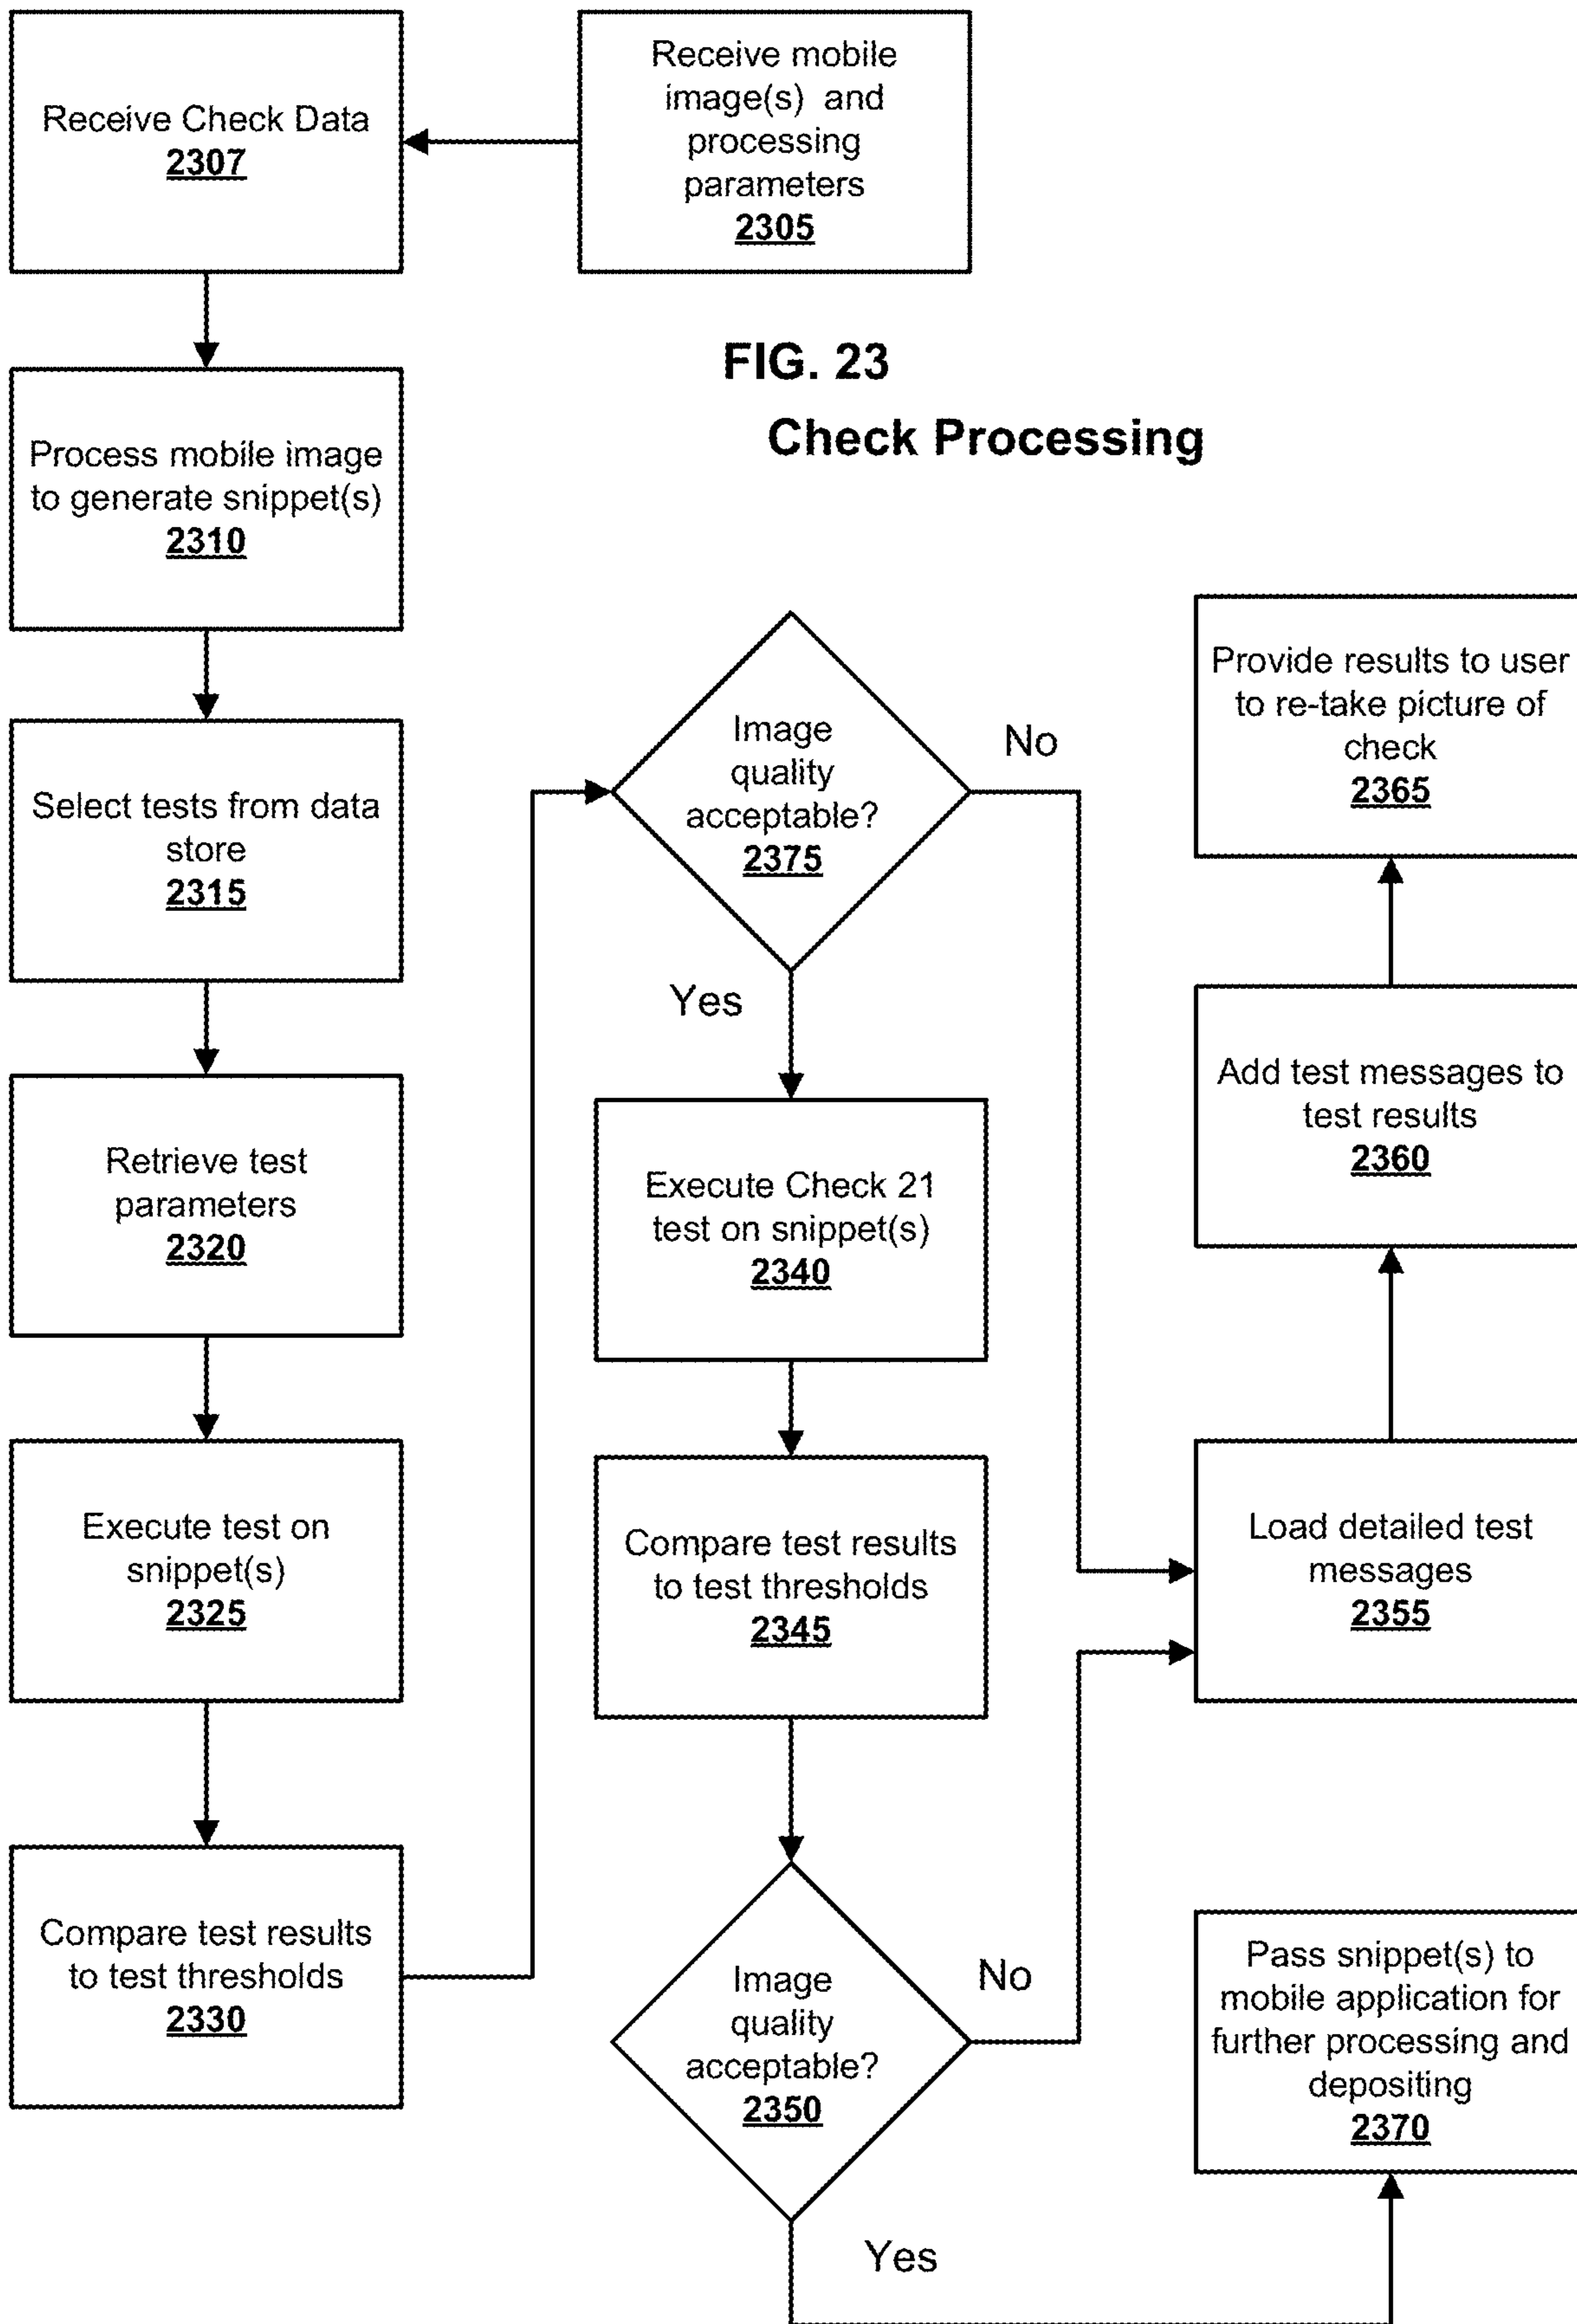 Receive Check Data
2307
Receive mobile
image(s) and
processing
parameters
2305
FIG. 23
Check Processing
Process mobile image
to generate snippet(s)
2310
Select tests from data
store
2315
Retrieve test
parameters
2320
Execute test on
snippet(s)
2325
Compare test results
to test thresholds
2330
Image
quality
acceptable?
2375
No
Yes
Execute Check 21
test on snippet(s)
2340
Compare test results
to test thresholds
2345
Image
quality
acceptable?
2350
No
Yes
Provide results to user
to re-take picture of
check
2365
Add test messages to
test results
2360
Load detailed test
messages
2355
Pass snippet(s) to
mobile application for
further processing and
depositing
2370